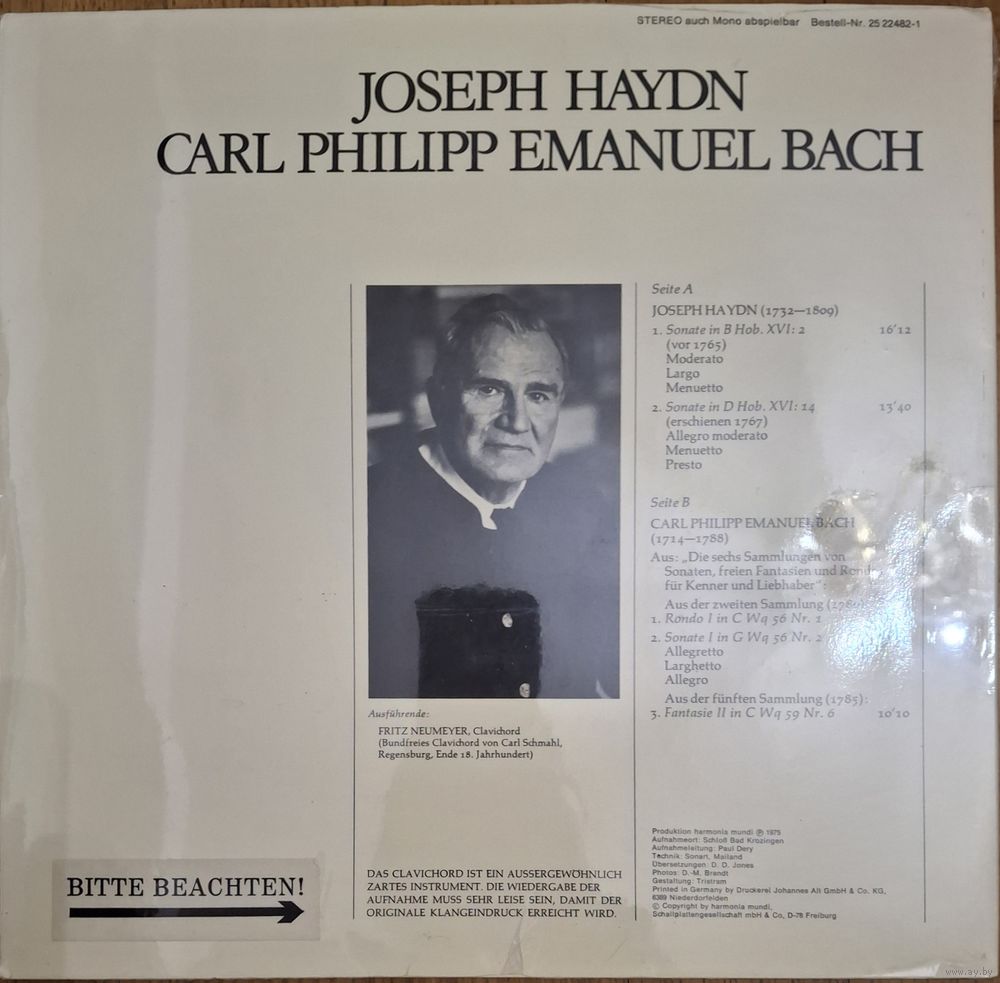 STEREO auch Mono abspielbar Bestell-Nr. 25 22482-1
JOSEPH HAYDN
CARL PHILIPP EMANUEL BACH
Seite A
JOSEPH HAYDN (1732—1809)
1. Sonate in B Hob. XVI: 2 16'12
(vor 1765)
Moderato
Largo
Menuetto
2. Sonate in D Hob. XVI: 14 13'40
(erschienen 1767)
Allegro moderato
Menuetto
Presto
Seite B
CARL PHILIPP EMANUEL BACH
(1714—1788)
Aus: „Die sechs Sammlungen von
Sonaten, freien Fantasien und
für Kenner und Liebhaber“:
Aus der zweiten Sammlung
1. Rondo I in C Wq 56 Nr. 1
2. Sonate I in G Wq 56 Nr. 2
Allegretto
Larghetto
Allegro
Aus der fünften Sammlung (1785):
3. Fantasie II in C Wq 59 Nr. 6 10'10
Ausführende:
FRITZ NEUMEYER, Clavichord
(Bundfreies Clavichord von Carl Schmahl,
Regensburg, Ende 18. Jahrhundert)
BITTE BEACHTEN!
DAS CLAVICHORD IST EIN AUSSERGEWÖHNLICH
ZARTES INSTRUMENT. DIE WIEDERGABE DER
AUFNAHME MUSS SEHR LEISE SEIN, DAMIT DER
ORIGINALE KLANGEINDRUCK ERREICHT WIRD.
Produktion harmonia mundi Ⓟ 1975
Aufnahmeort: Schloß Bad Krozingen
Aufnahmeleitung: Paul Dery
Technik: Sonart, Mailand
Übersetzungen: D. D. Jones
Photos: D.-M. Brandt
Gestaltung: Tristram
Printed in Germany by Druckerei Johannes Alt GmbH & Co. KG,
6369 Niederdorfelden
© Copyright by harmonia mundi,
Schallplattengesellschaft mbH & Co, D-78 Freiburg
www.ay.by